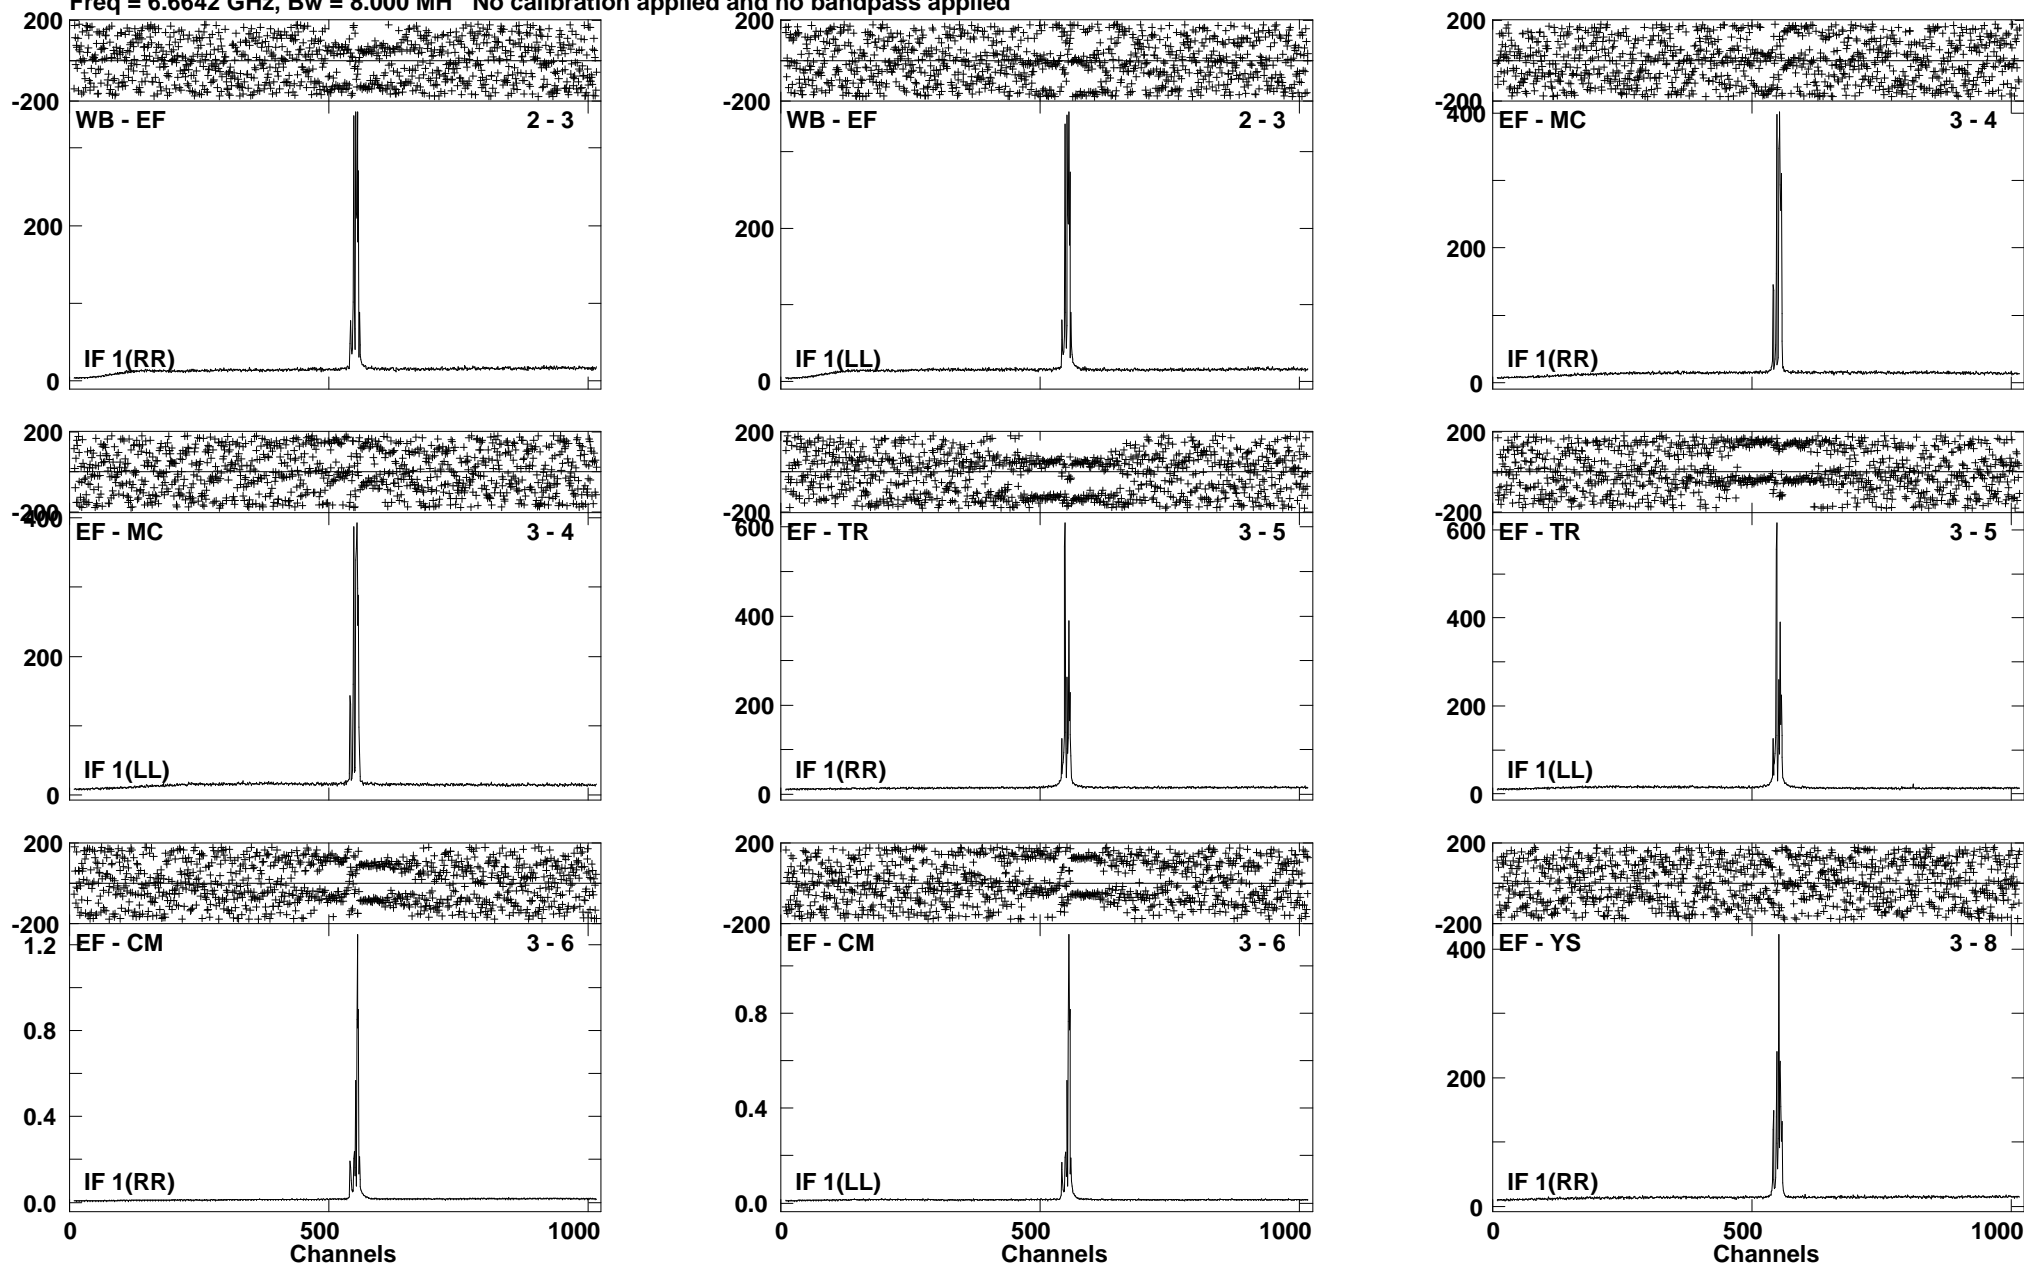 Freq = 6.6642 GHz, Bw = 8.000 MH No calibration applied and no bandpass applied
200 200 200
-200 -200 -200
WB - EF 2 - 3 WB - EF 2 - 3 400 EF - MC 3 - 4
200 200 200
IF 1(RR) IF 1(LL) IF 1(RR)
0 0 0
200 200 200
-200 -200 -200
400 EF - MC 3 - 4 600 EF - TR 3 - 5 600 EF - TR 3 - 5
400 400
200 200 200
IF 1(LL) IF 1(RR) IF 1(LL)
0 0 0
200 200 200
-200 -200 -200
1.2 EF - CM 3 - 6 EF - CM 3 - 6 400 EF - YS 3 - 8
0.8 0.8 200
0.4 0.4
IF 1(RR) IF 1(LL) IF 1(RR)
0.0 0.0 0
0 500 1000 0 500 1000 0 500 1000
Channels Channels Channels